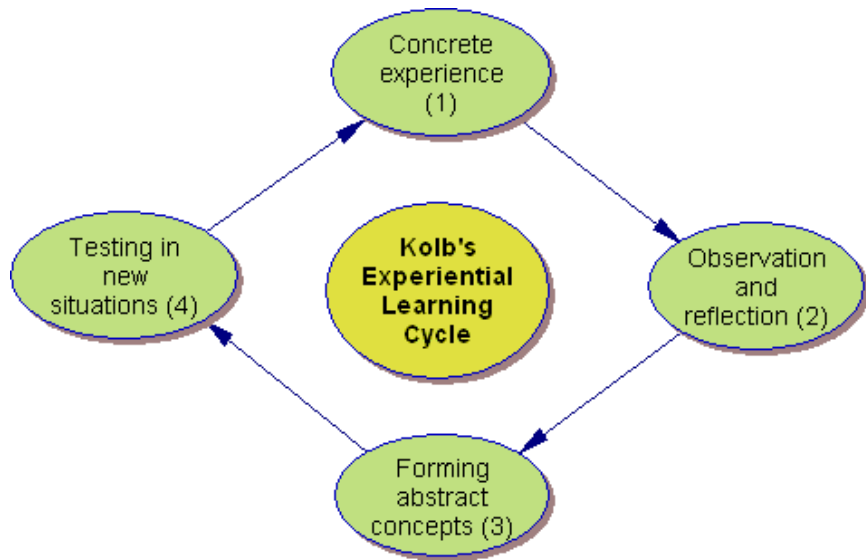 Concrete
experience
(1)
Testing in
new
situations (4)
Kolb's
Experiential
Learning
Cycle
Observation
and
reflection (2)
Forming
abstract
concepts (3)